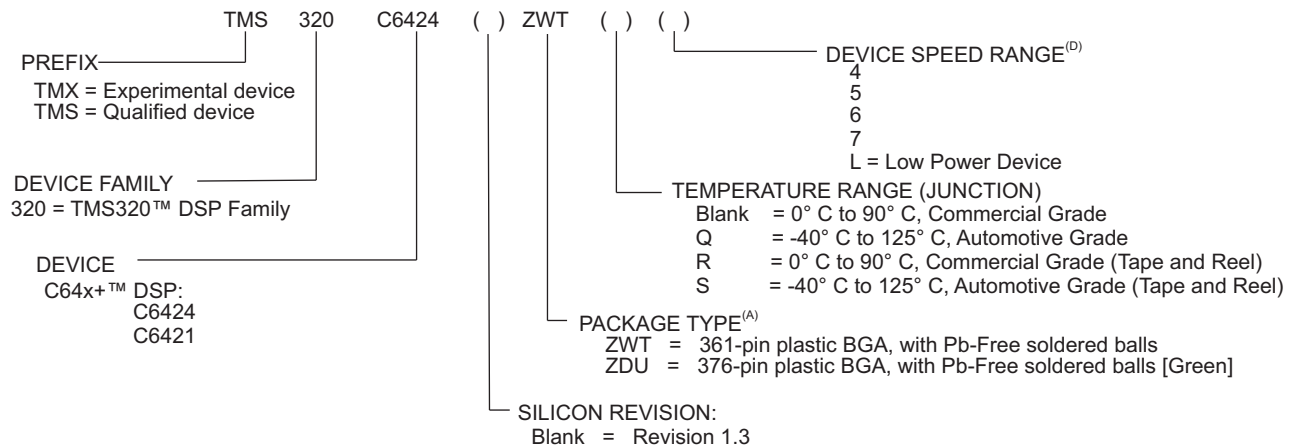 TMS 320 C6424 ( ) ZWT ( ) ( )
PREFIX
TMX = Experimental device
TMS = Qualified device
DEVICE SPEED RANGE(D)
4
5
6
7
L = Low Power Device
DEVICE FAMILY
320 = TMS320™ DSP Family
TEMPERATURE RANGE (JUNCTION)
Blank = 0° C to 90° C, Commercial Grade
Q = -40° C to 125° C, Automotive Grade
R = 0° C to 90° C, Commercial Grade (Tape and Reel)
S = -40° C to 125° C, Automotive Grade (Tape and Reel)
DEVICE
C64x+™ DSP:
C6424
C6421
PACKAGE TYPE(A)
ZWT = 361-pin plastic BGA, with Pb-Free soldered balls
ZDU = 376-pin plastic BGA, with Pb-Free soldered balls [Green]
SILICON REVISION:
Blank = Revision 1.3